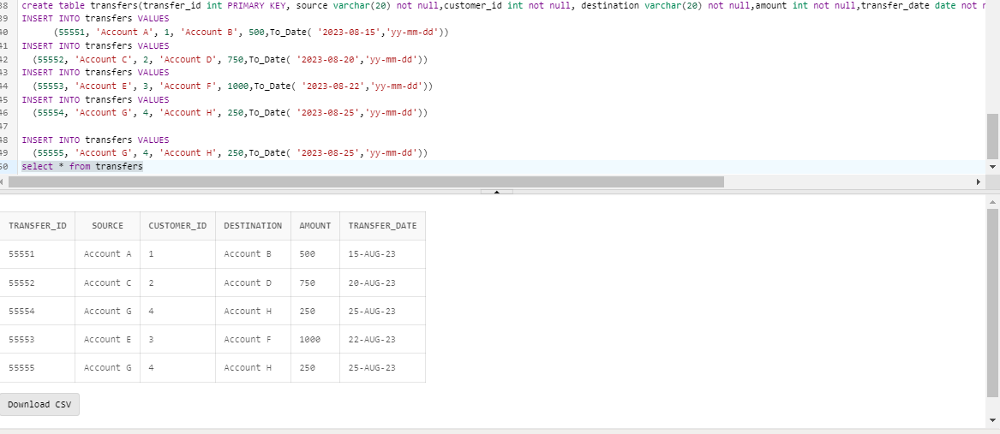 38 create table transfers(transfer_id int PRIMARY KEY, source varchar(20) not null,customer_id int not null, destination varchar(20) not null,amount int not null,transfer_date date not
39 INSERT INTO transfers VALUES
40 (55551, 'Account A', 1, 'Account B', 500,To_Date( '2023-08-15','yy-mm-dd'))
41 INSERT INTO transfers VALUES
42 (55552, 'Account C', 2, 'Account D', 750,To_Date( '2023-08-20','yy-mm-dd'))
43 INSERT INTO transfers VALUES
44 (55553, 'Account E', 3, 'Account F', 1000,To_Date( '2023-08-22','yy-mm-dd'))
45 INSERT INTO transfers VALUES
46 (55554, 'Account G', 4, 'Account H', 250,To_Date( '2023-08-25','yy-mm-dd'))
47
48 INSERT INTO transfers VALUES
49 (55555, 'Account G', 4, 'Account H', 250,To_Date( '2023-08-25','yy-mm-dd'))
50 select * from transfers
TRANSFER_ID SOURCE CUSTOMER_ID DESTINATION AMOUNT TRANSFER_DATE
55551 Account A 1 Account B 500 15-AUG-23
55552 Account C 2 Account D 750 20-AUG-23
55554 Account G 4 Account H 250 25-AUG-23
55553 Account E 3 Account F 1000 22-AUG-23
55555 Account G 4 Account H 250 25-AUG-23
Download CSV